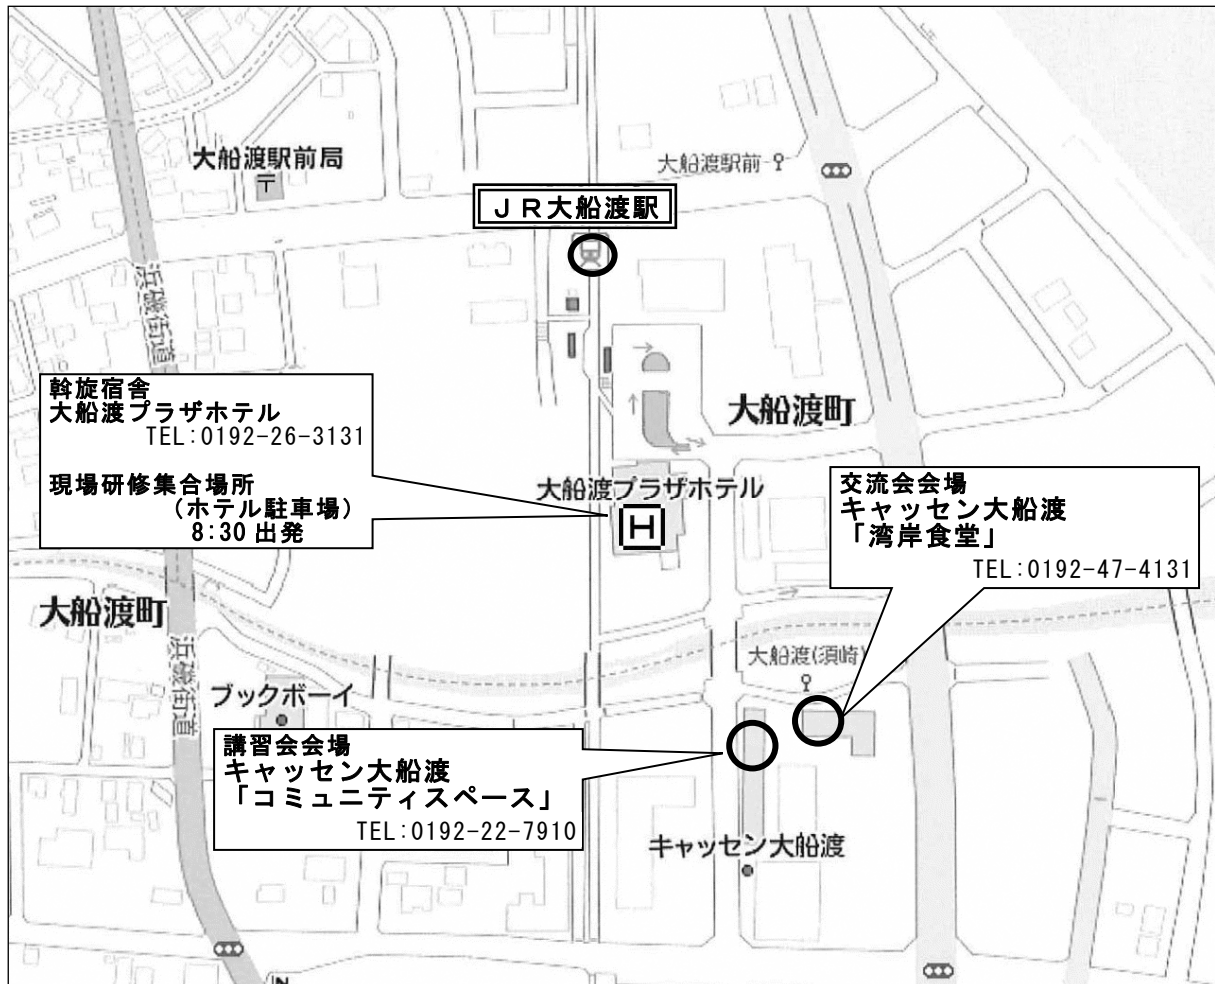 大船渡駅前局
大船渡駅前
ＪＲ大船渡駅
浜磯街道
斡旋宿舎
大船渡プラザホテル
TEL:0192-26-3131
現場研修集合場所
（ホテル駐車場）
8:30 出発
大船渡町
大船渡プラザホテル
H
交流会会場
キャッセン大船渡
「湾岸食堂」
TEL:0192-47-4131
大船渡町
浜磯街道
大船渡(須崎)
ブックボーイ
講習会会場
キャッセン大船渡
「コミュニティスペース」
TEL:0192-22-7910
キャッセン大船渡